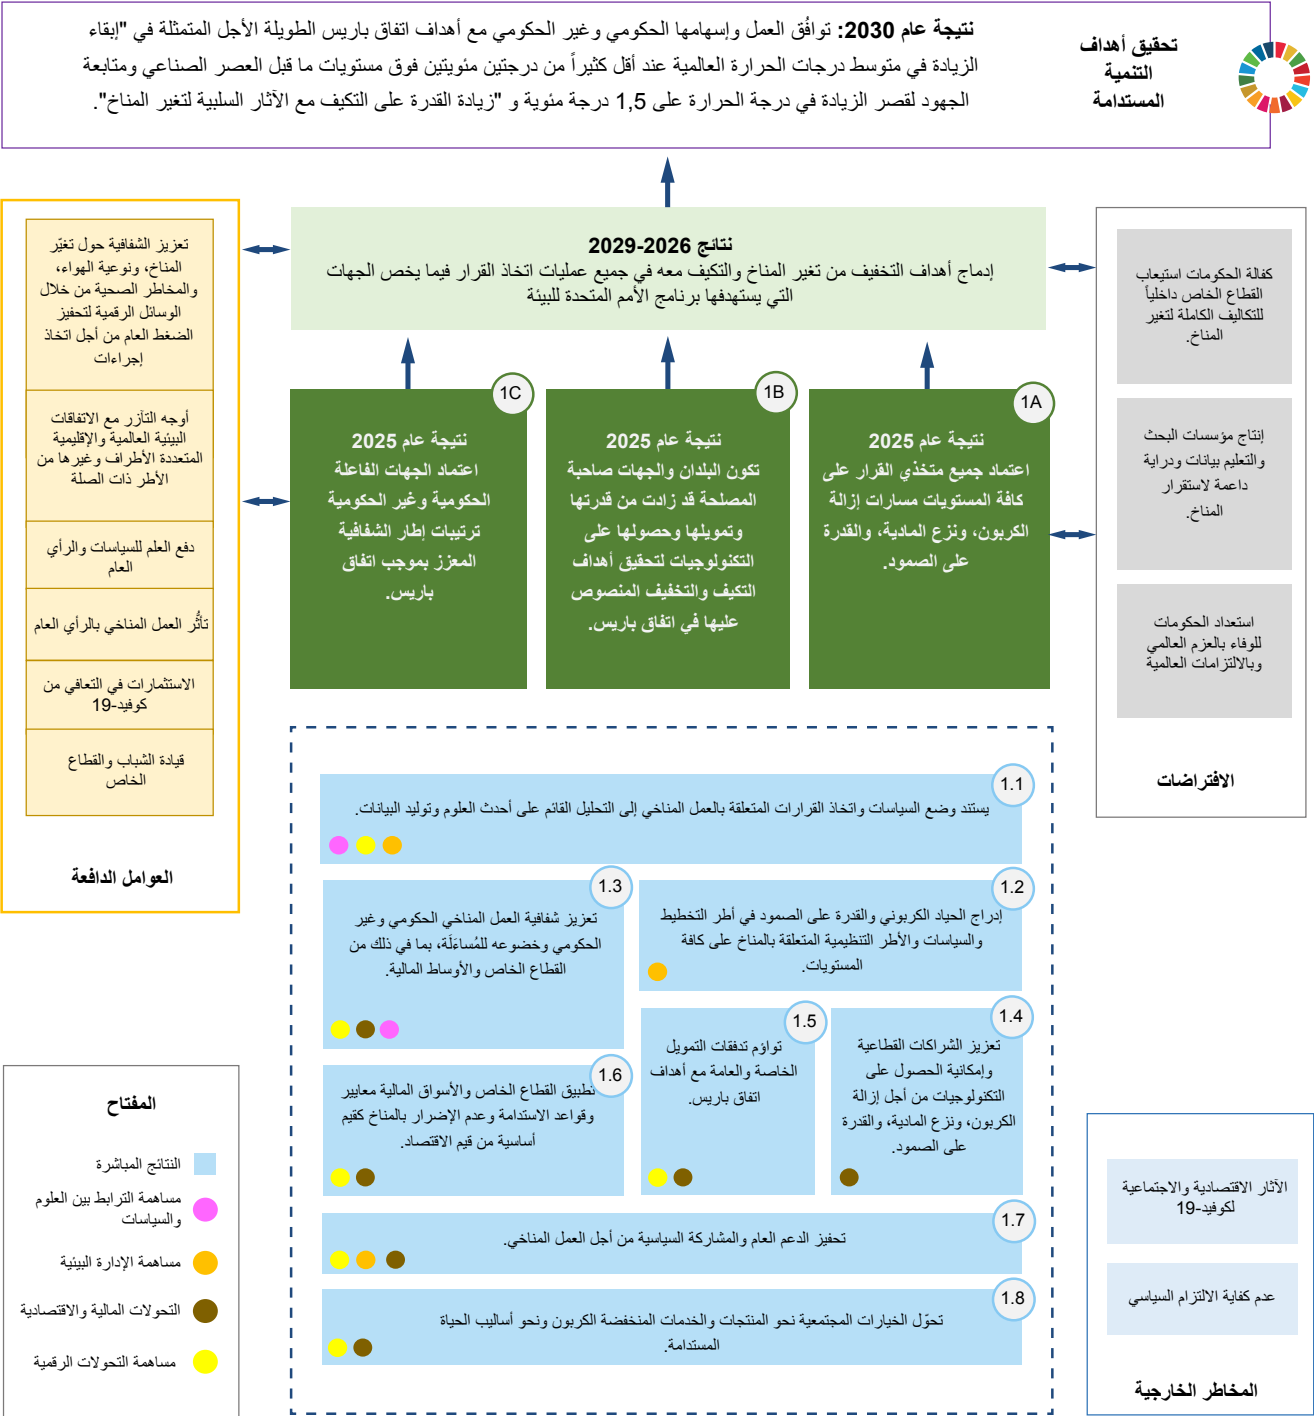 تحقيق أهداف
التنمية
المستدامة
نتيجة عام 2030: توافُق العمل وإسهامها الحكومي وغير الحكومي مع أهداف اتفاق باريس الطويلة الأجل المتمثلة في "إبقاء
الزيادة في متوسط درجات الحرارة العالمية عند أقل كثيراً من درجتين مئويتين فوق مستويات ما قبل العصر الصناعي ومتابعة
الجهود لقصر الزيادة في درجة الحرارة على 1,5 درجة مئوية و "زيادة القدرة على التكيف مع الآثار السلبية لتغير المناخ".
نتائج 2026-2029
إدماج أهداف التخفيف من تغير المناخ والتكيف معه في جميع عمليات اتخاذ القرار فيما يخص الجهات
التي يستهدفها برنامج الأمم المتحدة للبيئة
كفالة الحكومات استيعاب
القطاع الخاص داخلياً
للتكاليف الكاملة لتغير
المناخ.
إنتاج مؤسسات البحث
والتعليم بيانات ودراية
داعمة لاستقرار
المناخ.
استعداد الحكومات
للوفاء بالعزم العالمي
وبالالتزامات العالمية
الافتراضات
1A
نتيجة عام 2025
اعتماد جميع متخذي القرار على
كافة المستويات مسارات إزالة
الكربون، ونزع المادية، والقدرة
على الصمود.
1B
نتيجة عام 2025
تكون البلدان والجهات صاحبة
المصلحة قد زادت من قدرتها
وتمويلها وحصولها على
التكنولوجيات لتحقيق أهداف
التكيف والتخفيف المنصوص
عليها في اتفاق باريس.
1C
نتيجة عام 2025
اعتماد الجهات الفاعلة
الحكومية وغير الحكومية
ترتيبات إطار الشفافية
المعزز بموجب اتفاق
باريس.
تعزيز الشفافية حول تغيّر
المناخ، ونوعية الهواء،
والمخاطر الصحية من خلال
الوسائل الرقمية لتحفيز
الضغط العام من أجل اتخاذ
إجراءات
أوجه التآزر مع الاتفاقات
البيئية العالمية والإقليمية
المتعددة الأطراف وغيرها من
الأطر ذات الصلة
دفع العلم للسياسات والرأي
العام
تأثُّر العمل المناخي بالرأي العام
الاستثمارات في التعافي من
كوفيد-19
قيادة الشباب والقطاع
الخاص
العوامل الدافعة
1.1
يستند وضع السياسات واتخاذ القرارات المتعلقة بالعمل المناخي إلى التحليل القائم على أحدث العلوم وتوليد البيانات.
1.2
إدراج الحياد الكربوني والقدرة على الصمود في أطر التخطيط
والسياسات والأطر التنظيمية المتعلقة بالمناخ على كافة
المستويات.
1.3
تعزيز شفافية العمل المناخي الحكومي وغير
الحكومي وخضوعه للمُساءَلَة، بما في ذلك من
القطاع الخاص والأوساط المالية.
1.4
تعزيز الشراكات القطاعية
وإمكانية الحصول على
التكنولوجيات من أجل إزالة
الكربون، ونزع المادية، والقدرة
على الصمود.
1.5
تواؤم تدفقات التمويل
الخاصة والعامة مع أهداف
اتفاق باريس.
1.6
تطبيق القطاع الخاص والأسواق المالية معايير
وقواعد الاستدامة وعدم الإضرار بالمناخ كقيم
أساسية من قيم الاقتصاد.
1.7
تحفيز الدعم العام والمشاركة السياسية من أجل العمل المناخي.
1.8
تحوّل الخيارات المجتمعية نحو المنتجات والخدمات المنخفضة الكربون ونحو أساليب الحياة
المستدامة.
الآثار الاقتصادية والاجتماعية
لكوفيد-19
عدم كفاية الالتزام السياسي
المخاطر الخارجية
المفتاح
النتائج المباشرة
مساهمة الترابط بين العلوم
والسياسات
مساهمة الإدارة البيئية
التحولات المالية والاقتصادية
مساهمة التحولات الرقمية